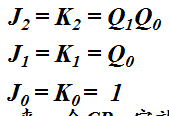 J₂ = K₂ = Q₁Q₀
J₁ = K₁ = Q₀
J₀ = K₀ = 1